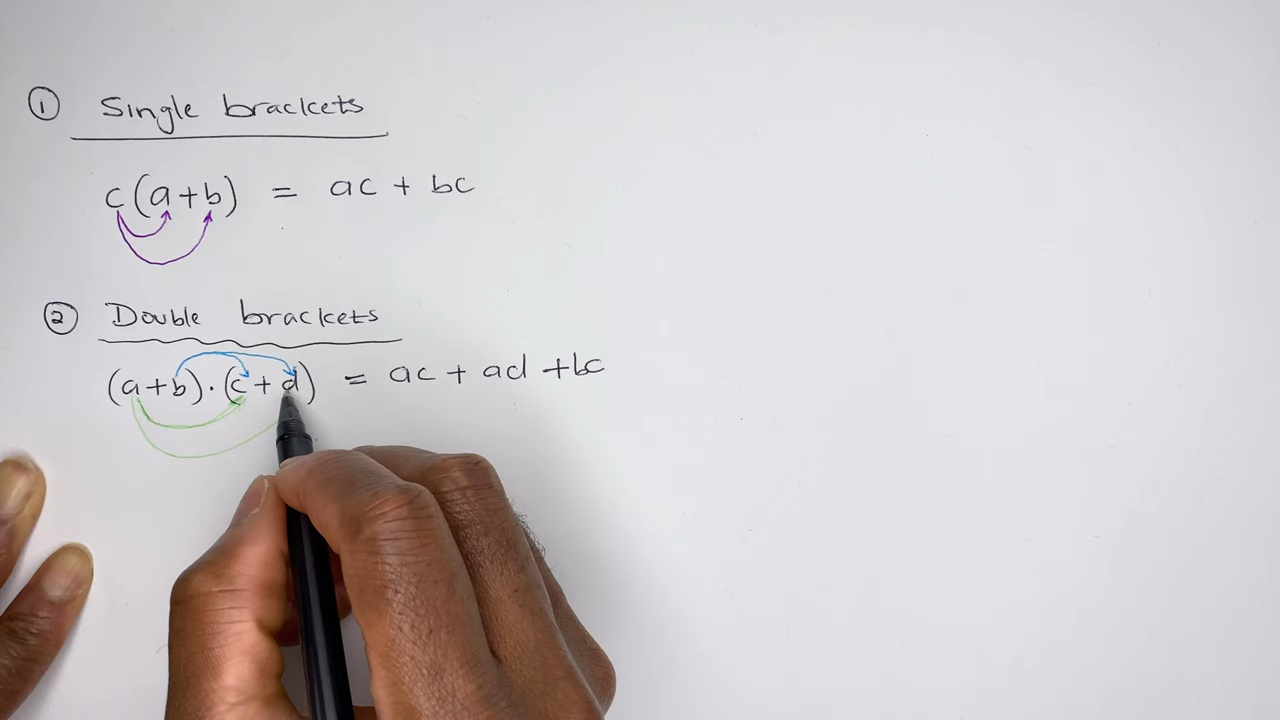 ① Single brackets
c(a+b) = ac + bc
② Double brackets
(a+b)·(c+d) = ac + ad + bc